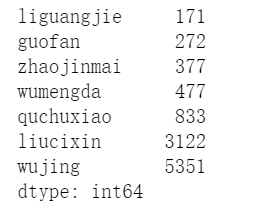 liguangjie 171
guofan 272
zhaojinmai 377
wumengda 477
quchuxiao 833
liucixin 3122
wujing 5351
dtype: int64